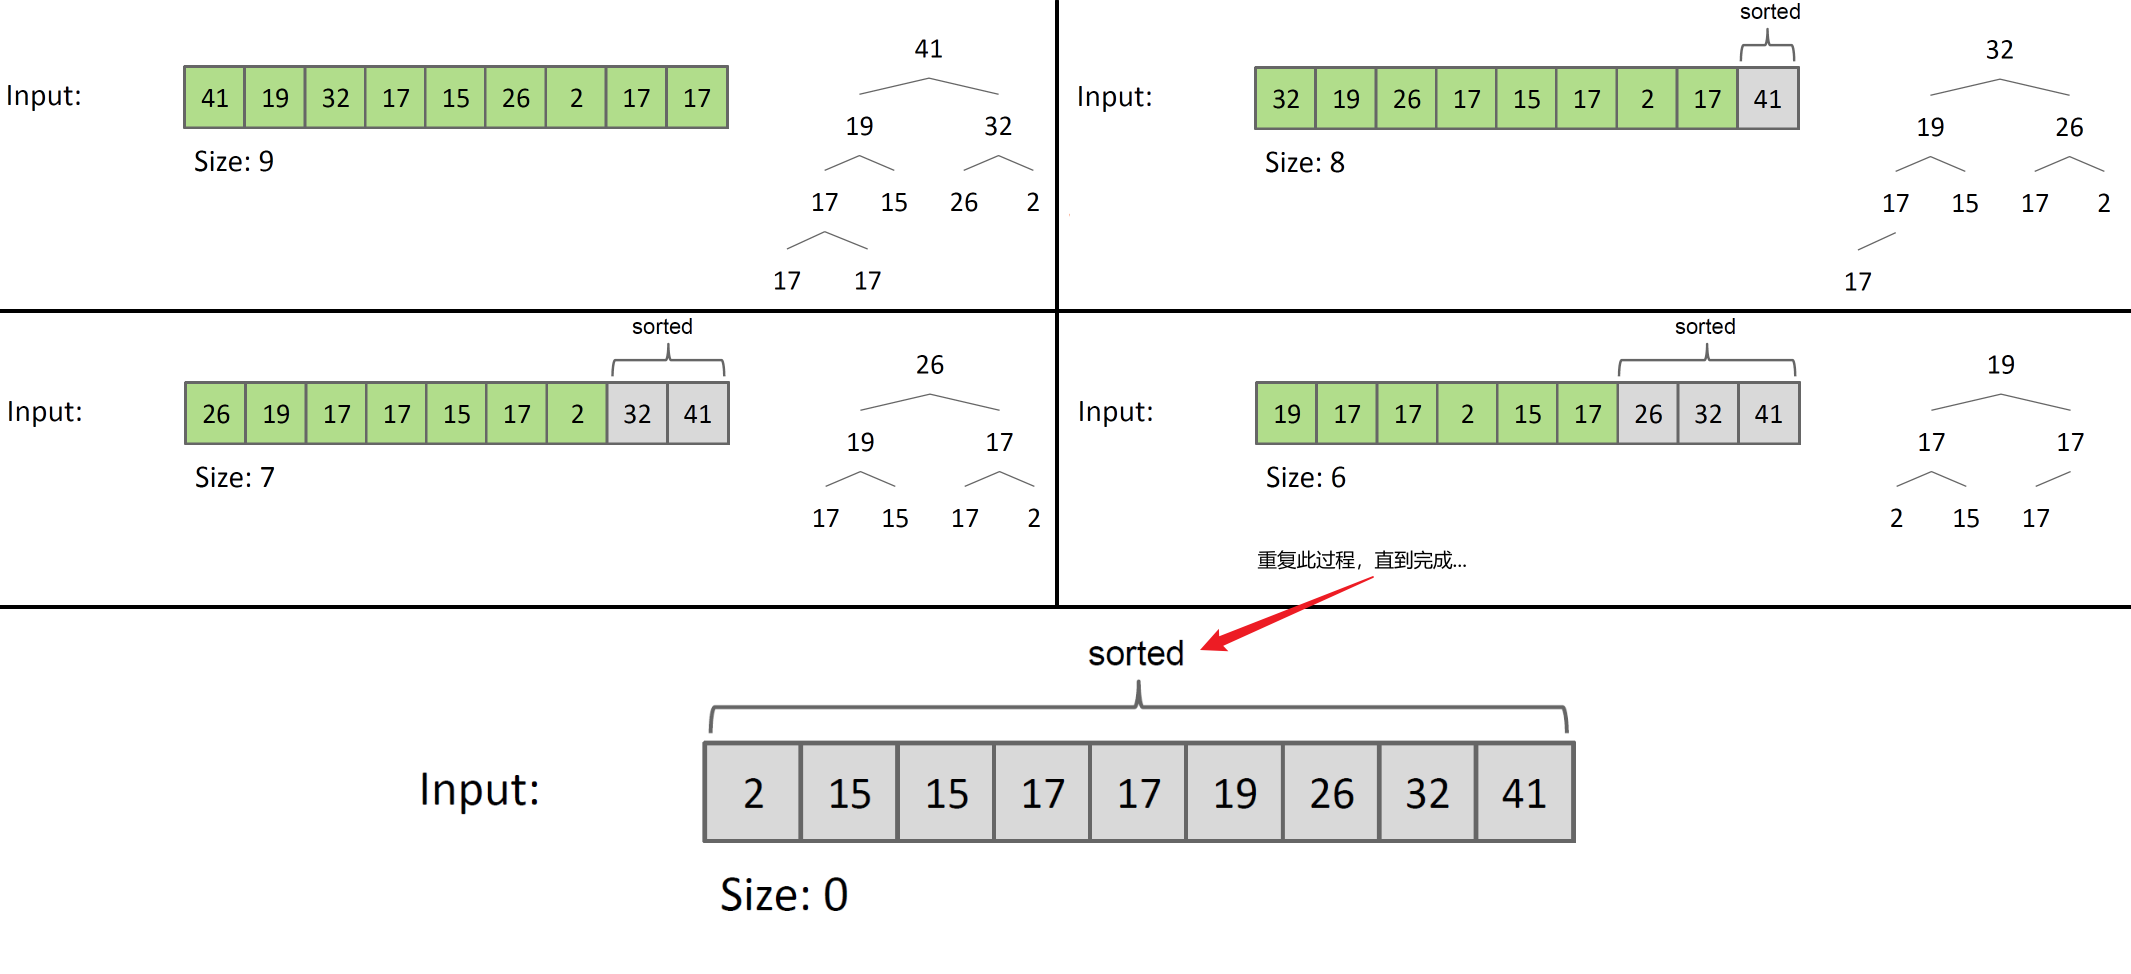 41
Input:
41 19 32 17 15 26 2 17 17
19 32
Size: 9
17 15 26 2
17 17
sorted
32
Input:
32 19 26 17 15 17 2 17 41
19 26
Size: 8
17 15 17 2
17
sorted
26
Input:
26 19 17 17 15 17 2 32 41
19 17
Size: 7
17 15 17 2
sorted
19
Input:
19 17 17 2 15 17 26 32 41
17 17
Size: 6
2 15 17
重复此过程，直到完成...
sorted
Input:
2 15 15 17 17 19 26 32 41
Size: 0